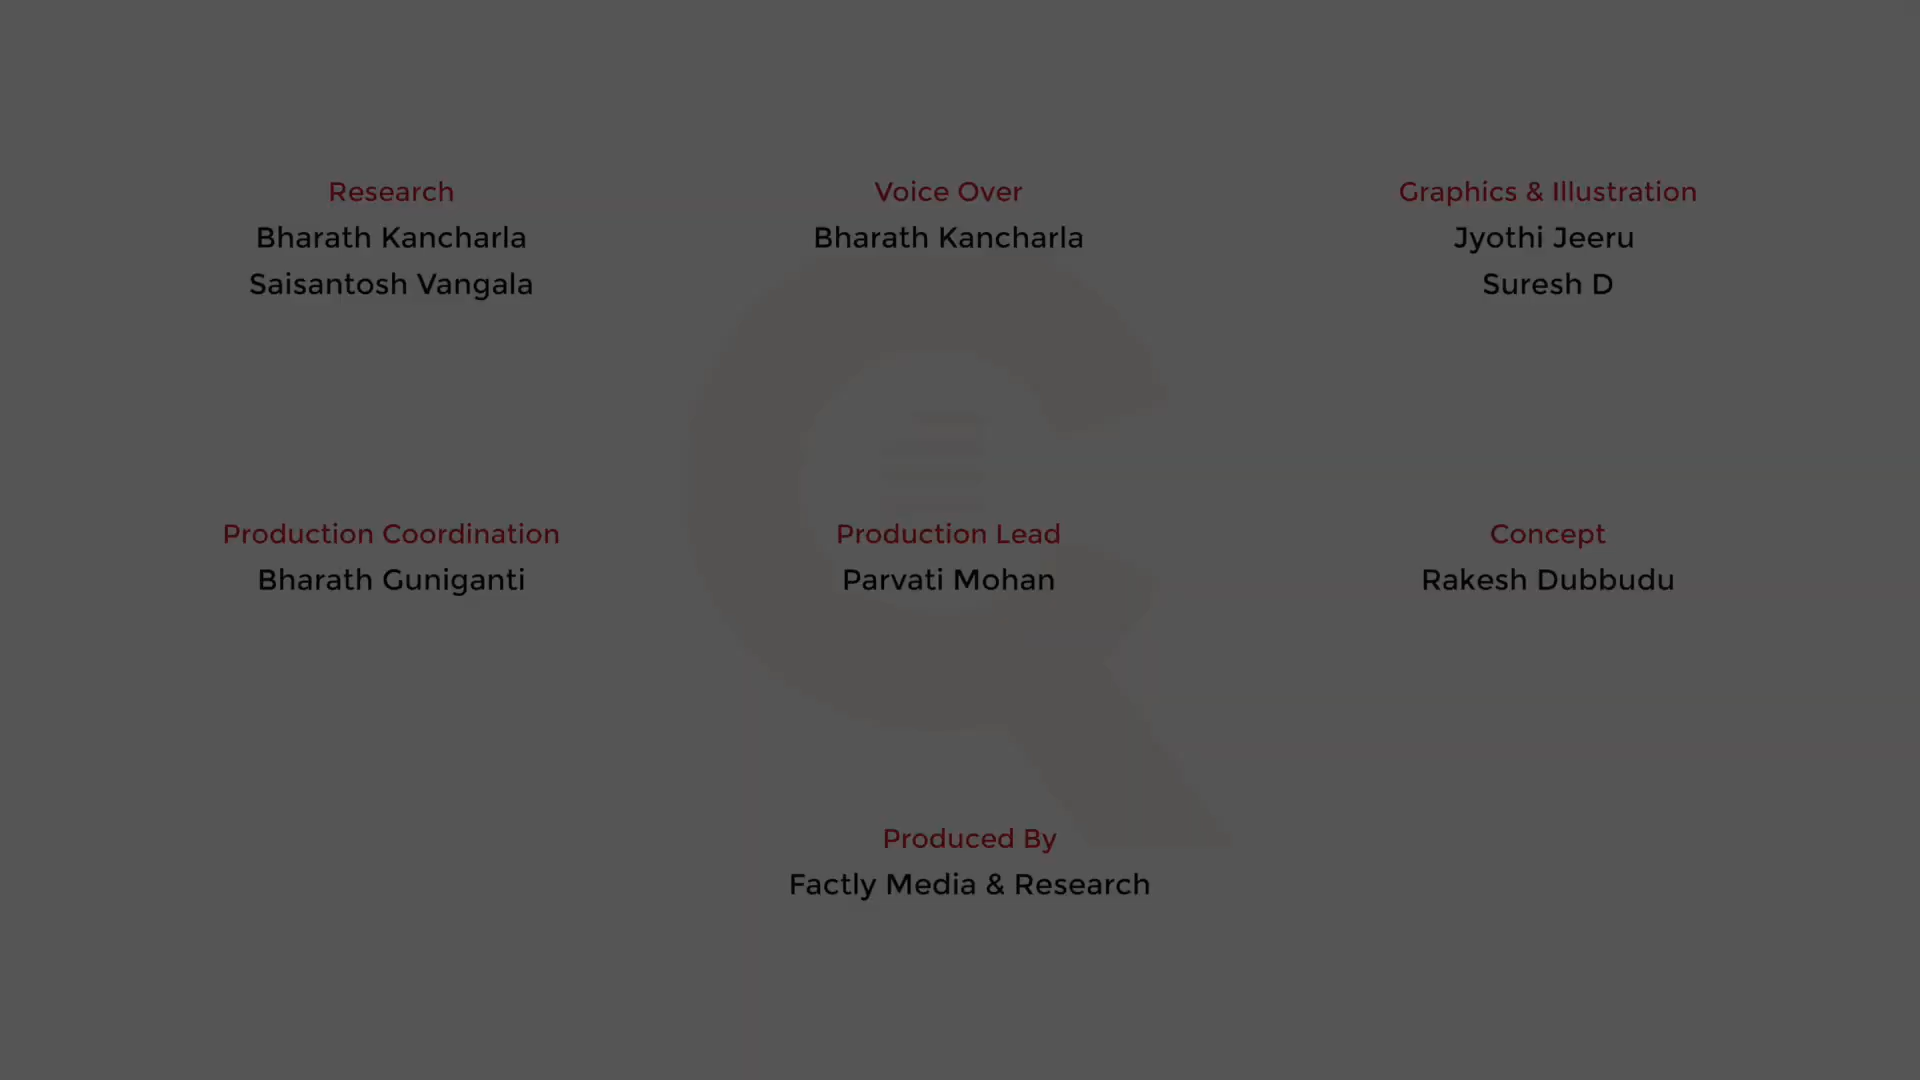 Research
Bharath Kancharla
Saisantosh Vangala
Voice Over
Bharath Kancharla
Graphics & Illustration
Jyothi Jeeru
Suresh D
Production Coordination
Bharath Guniganti
Production Lead
Parvati Mohan
Concept
Rakesh Dubbudu
Produced By
Factly Media & Research